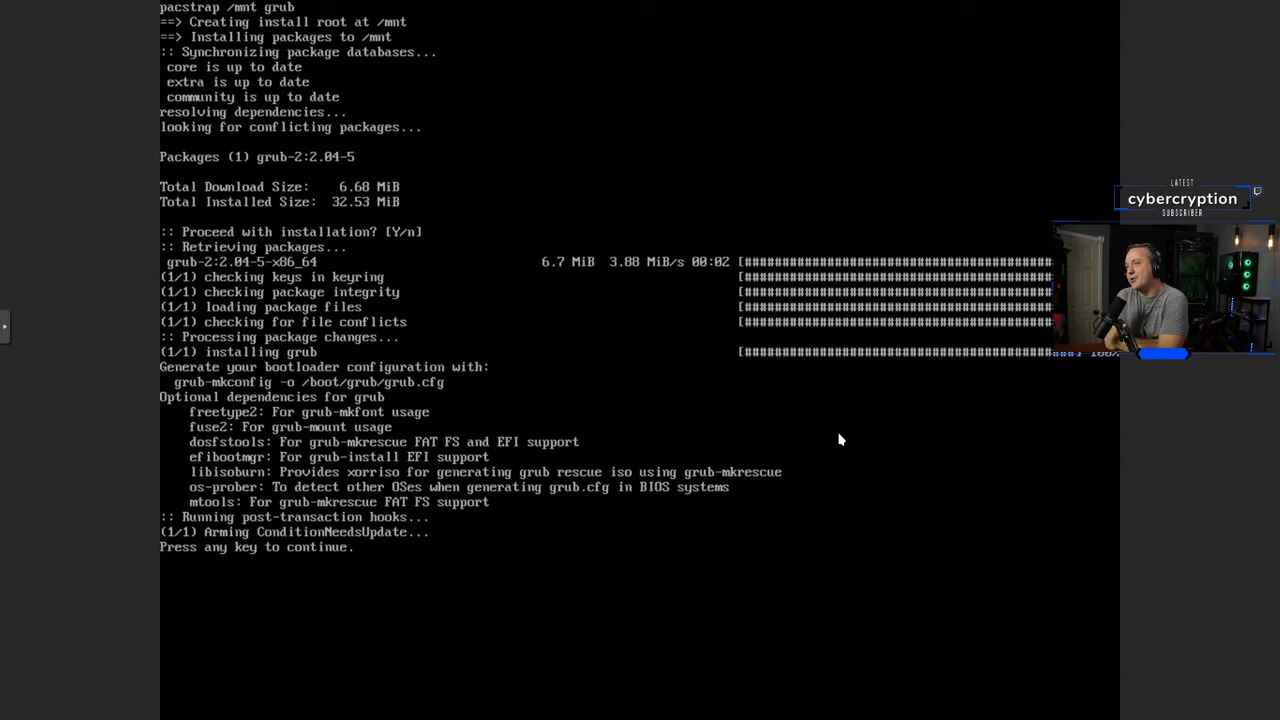 pacstrap /mnt grub
==> Creating install root at /mnt
==> Installing packages to /mnt
:: Synchronizing package databases...
core is up to date
extra is up to date
community is up to date
resolving dependencies...
looking for conflicting packages...
Packages (1) grub-2:2.04-5
Total Download Size: 6.68 MiB
Total Installed Size: 32.53 MiB
:: Proceed with installation? [Y/n]
:: Retrieving packages...
grub-2:2.04-5-x86_64 6.7 MiB 3.88 MiB/s 00:02 [#########################################
(1/1) checking keys in keyring [#########################################
(1/1) checking package integrity [#########################################
(1/1) loading package files [#########################################
(1/1) checking for file conflicts [#########################################
:: Processing package changes...
(1/1) installing grub [############################################] 100%
Generate your bootloader configuration with:
grub-mkconfig -o /boot/grub/grub.cfg
Optional dependencies for grub
freetype2: For grub-mkfont usage
fuse2: For grub-mount usage
dosfstools: For grub-mkrescue FAT FS and EFI support
efibootmgr: For grub-install EFI support
libisoburn: Provides xorriso for generating grub rescue iso using grub-mkrescue
os-prober: To detect other OSes when generating grub.cfg in BIOS systems
mtools: For grub-mkrescue FAT FS support
:: Running post-transaction hooks...
(1/1) Arming ConditionNeedsUpdate...
Press any key to continue.
LATEST
cybercryption
SUBSCRIBER